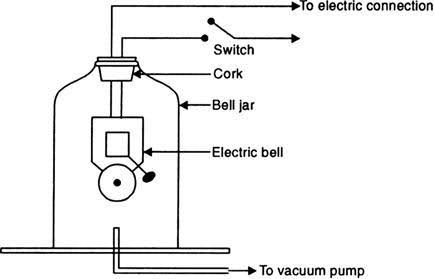 To electric connection
Switch
Cork
Bell jar
Electric bell
To vacuum pump